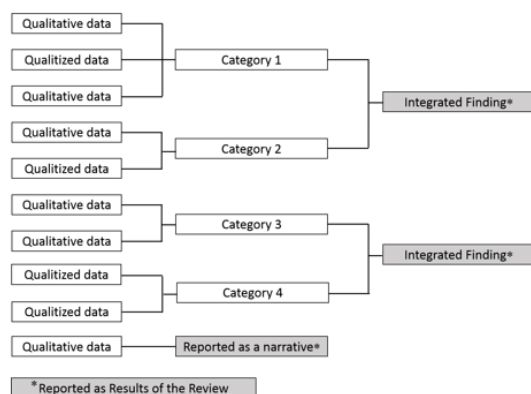 Qualitative data
Qualitized data
Qualitative data
Category 1
Qualitative data
Qualitized data
Category 2
Integrated Finding*
Qualitative data
Qualitative data
Category 3
Qualitized data
Qualitized data
Category 4
Integrated Finding*
Qualitative data
Reported as a narrative*
*Reported as Results of the Review